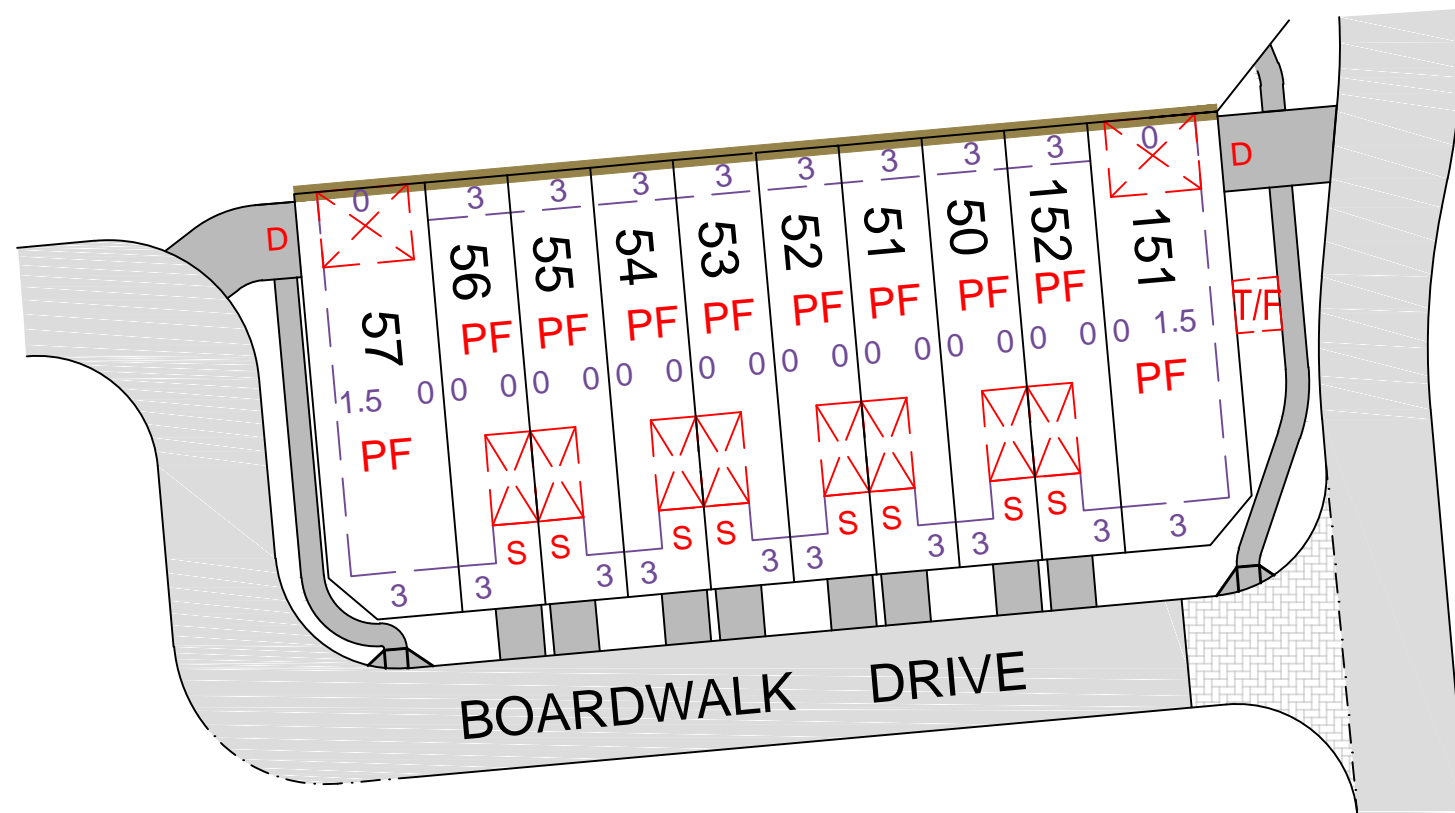 0 3 3 3 3 3 3 3 3 0
D D
57 56 55 54 53 52 51 50 152 151
T/F
PF PF PF PF PF PF PF PF PF PF
1.5 0 0 0 0 0 0 0 0 0 0 0 0 0 0 0 0 0 0 1.5
S S S S S S S S
3 3 3 3 3 3 3 3 3 3
BOARDWALK DRIVE